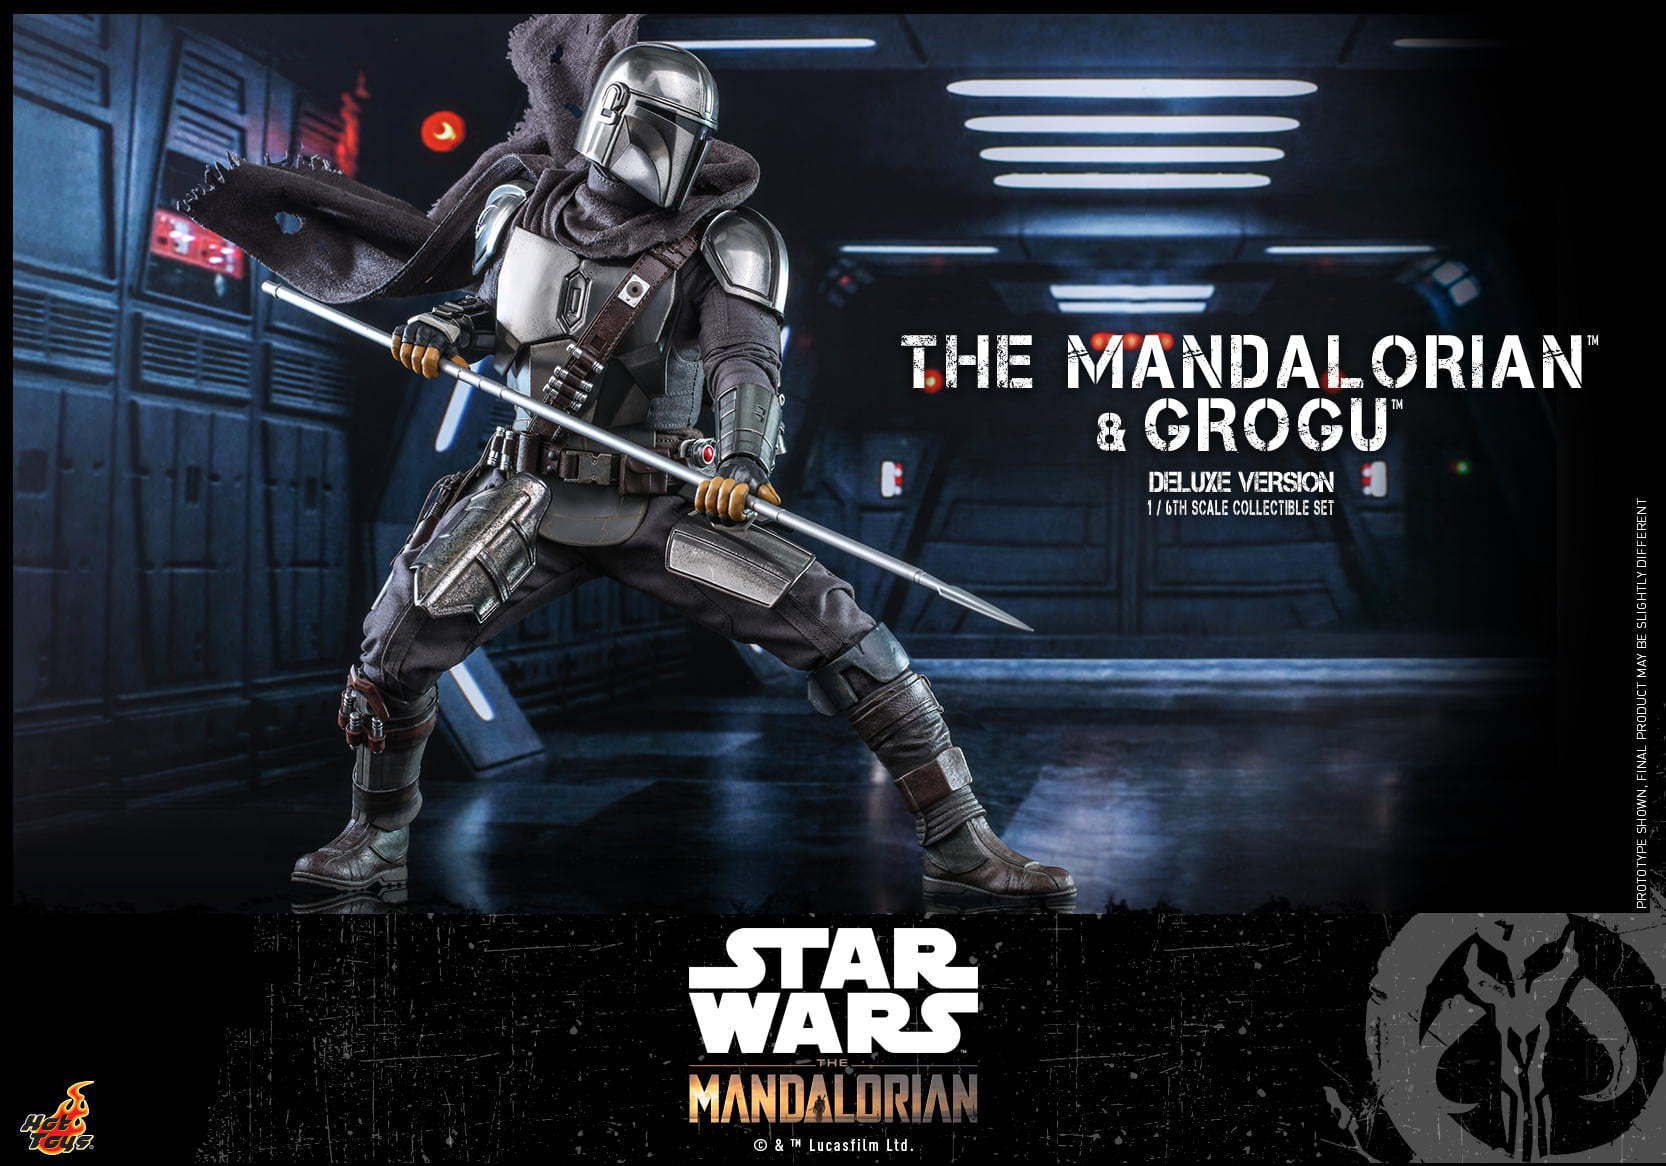 THE MANDALORIAN™
& GROGU™
DELUXE VERSION
1 / 6TH SCALE COLLECTIBLE SET
PROTOTYPE SHOWN, FINAL PRODUCT MAY BE SLIGHTLY DIFFERENT
STAR
WARS™
THE
MANDALORIAN
© & ™ Lucasfilm Ltd.
HOT
TOYS